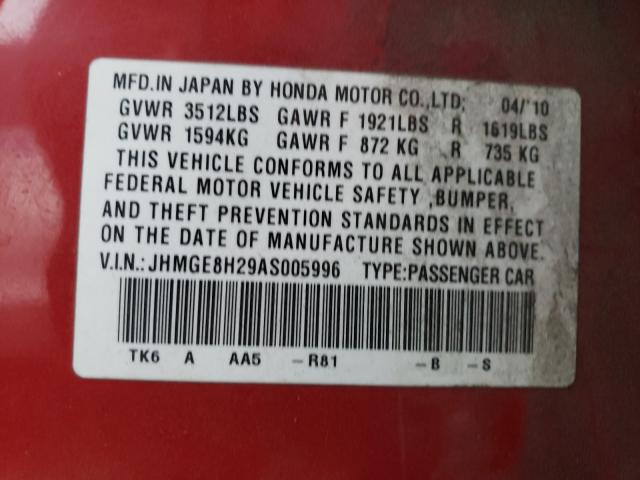 MFD.IN JAPAN BY HONDA MOTOR CO.,LTD; 04/'10
GVWR 3512LBS GAWR F 1921LBS R 1619LBS
GVWR 1594KG GAWR F 872 KG R 735 KG
THIS VEHICLE CONFORMS TO ALL APPLICABLE
FEDERAL MOTOR VEHICLE SAFETY ,BUMPER,
AND THEFT PREVENTION STANDARDS IN EFFECT
ON THE DATE OF MANUFACTURE SHOWN ABOVE.
V.I.N.:JHMGE8H29AS005996 TYPE:PASSENGER CAR
TK6 A AA5 -R81 -B -S